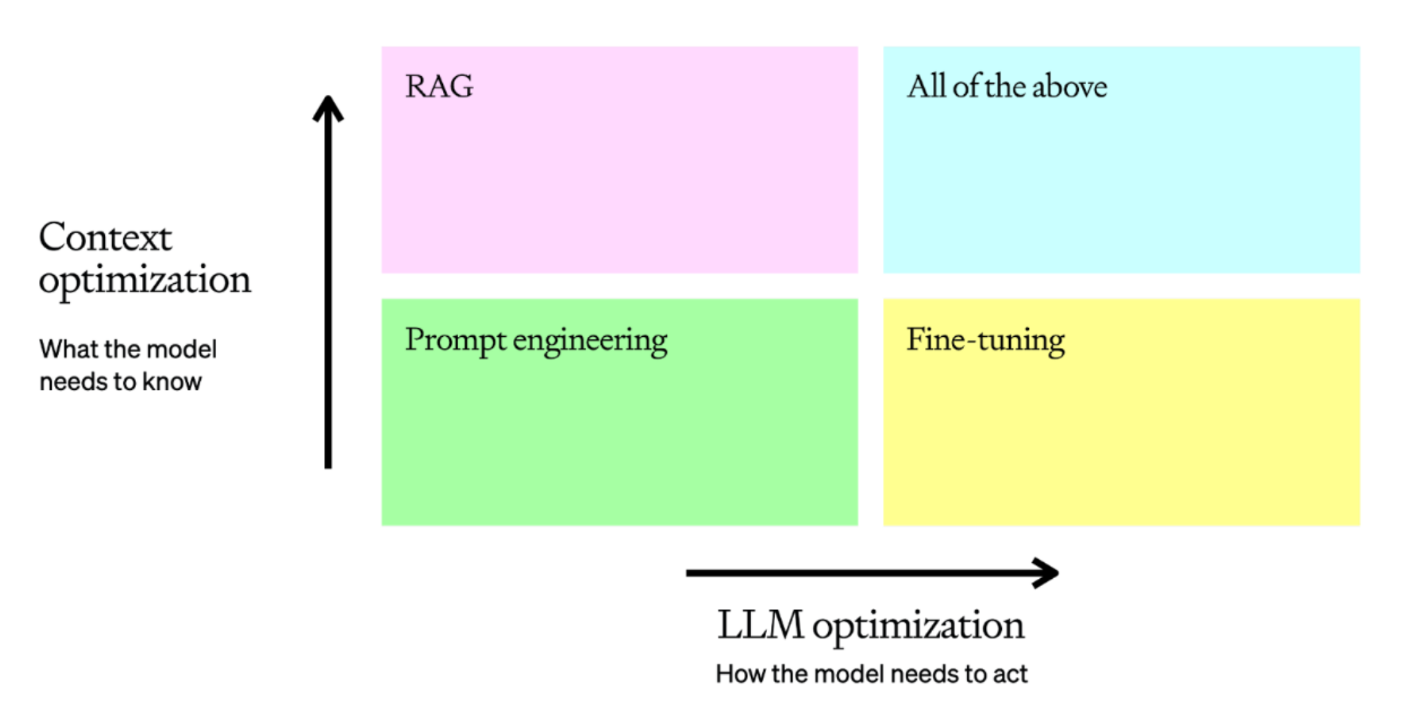 RAG
All of the above
Context
optimization
What the model
needs to know
Prompt engineering
Fine-tuning
LLM optimization
How the model needs to act